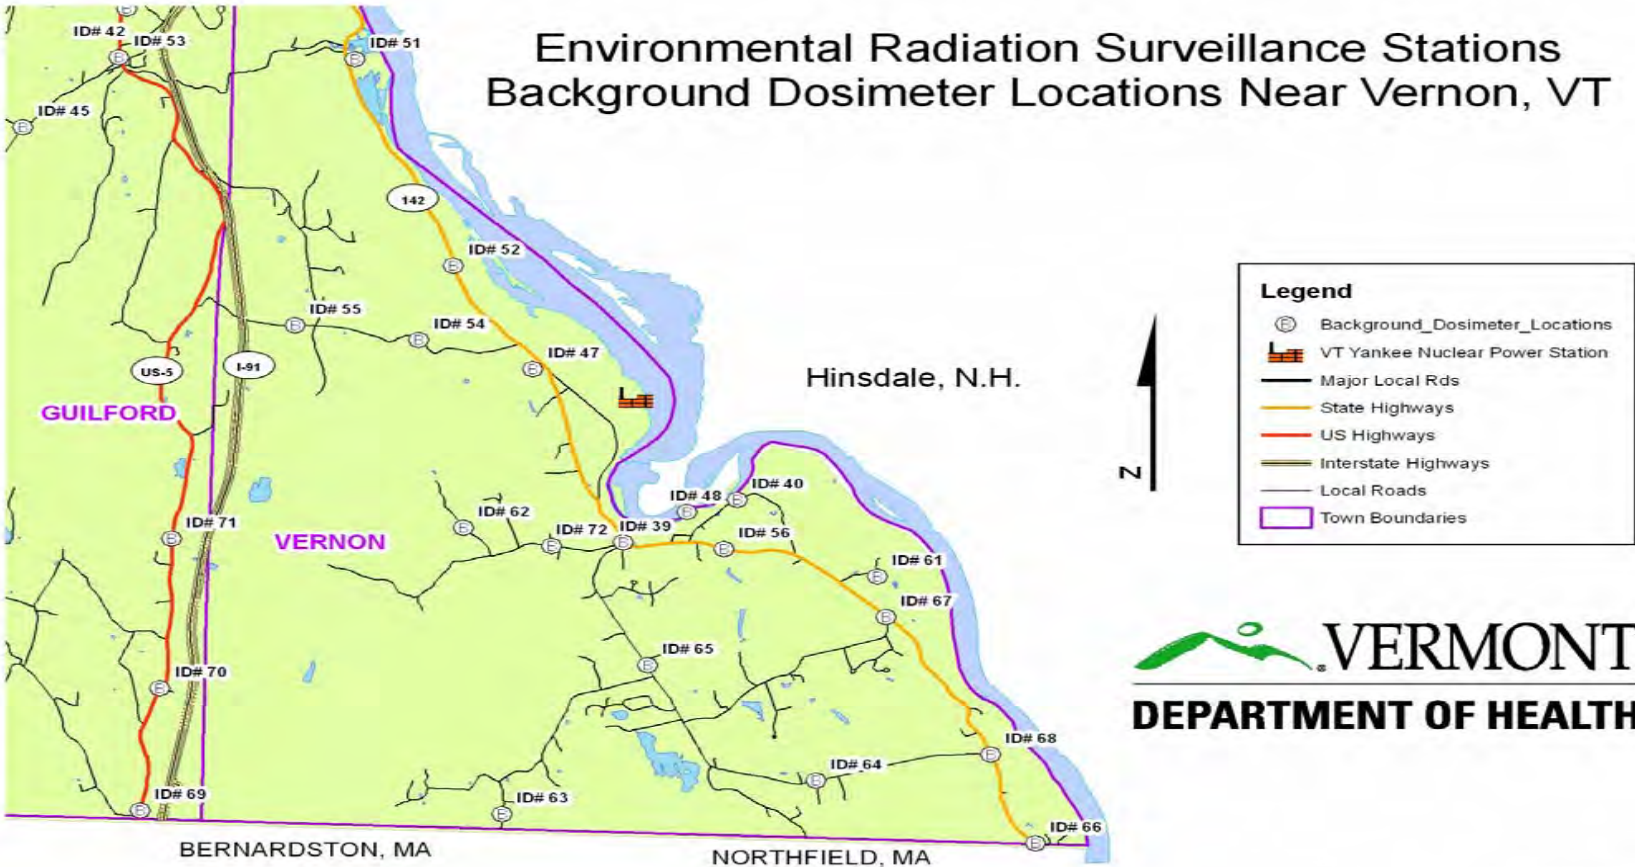 Environmental Radiation Surveillance Stations
Background Dosimeter Locations Near Vernon, VT
ID# 42
ID# 53
ID# 51
ID# 45
142
ID# 52
ID# 55
ID# 54
ID# 47
US-5
I-91
Hinsdale, N.H.
GUILFORD
ID# 48
ID# 40
ID# 71
ID# 62
ID# 72
ID# 39
ID# 56
VERNON
ID# 61
ID# 67
ID# 65
ID# 70
ID# 68
ID# 64
ID# 69
ID# 63
ID# 66
BERNARDSTON, MA
NORTHFIELD, MA
N
Legend
Background_Dosimeter_Locations
VT Yankee Nuclear Power Station
Major Local Rds
State Highways
US Highways
Interstate Highways
Local Roads
Town Boundaries
VERMONT
DEPARTMENT OF HEALTH